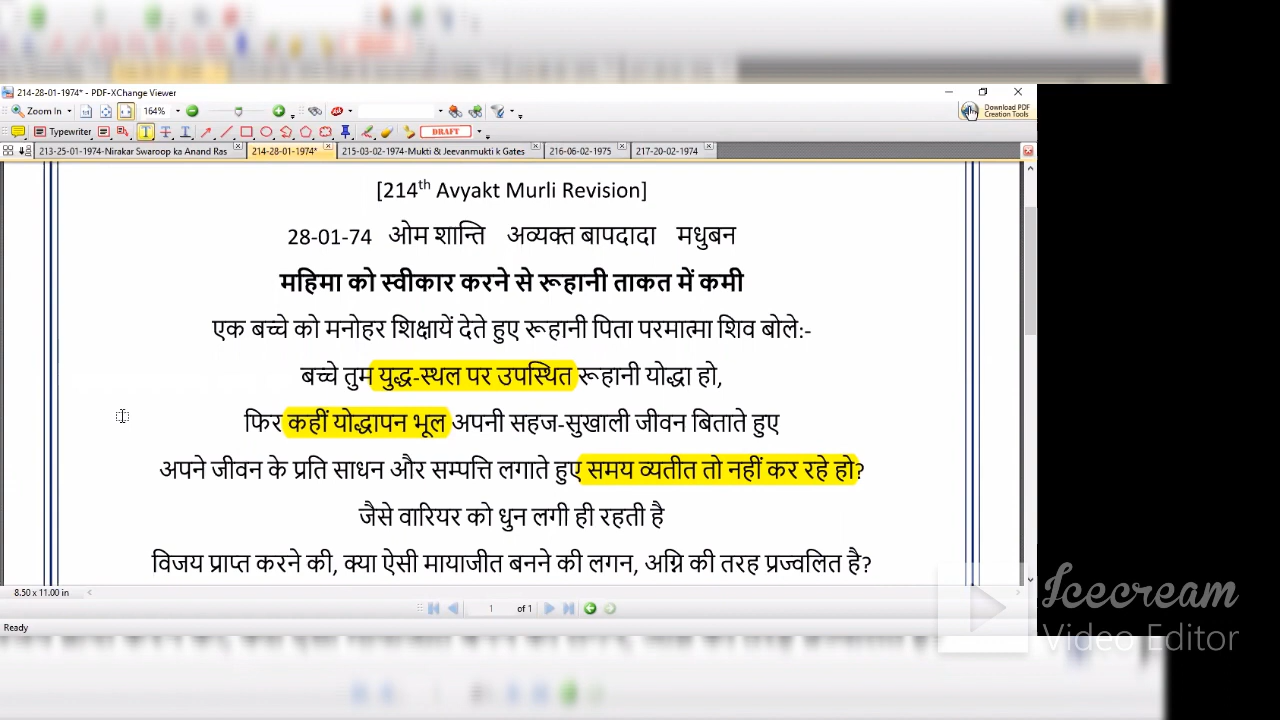 214-28-01-1974* - PDF-XChange Viewer
Zoom In 164% Download PDF
Creation Tools
Typewriter DRAFT
213-25-01-1974-Nirakar Swaroop ka Anand Ras 214-28-01-1974* 215-03-02-1974-Mukti & Jeevanmukti k Gates 216-06-02-1975 217-20-02-1974
[214th Avyakt Murli Revision]
28-01-74 ओम शान्ति अव्यक्त बापदादा मधुबन
महिमा को स्वीकार करने से रूहानी ताकत में कमी
एक बच्चे को मनोहर शिक्षायें देते हुए रूहानी पिता परमात्मा शिव बोले:-
बच्चे तुम युद्ध-स्थल पर उपस्थित रूहानी योद्धा हो,
फिर कहीं योद्धापन भूल अपनी सहज-सुखाली जीवन बिताते हुए
अपने जीवन के प्रति साधन और सम्पत्ति लगाते हुए समय व्यतीत तो नहीं कर रहे हो?
जैसे वारियर को धुन लगी ही रहती है
विजय प्राप्त करने की, क्या ऐसी मायाजीत बनने की लगन, अग्नि की तरह प्रज्वलित है?
8.50 x 11.00 in
1 of 1
Ready
Icecream
Video Editor